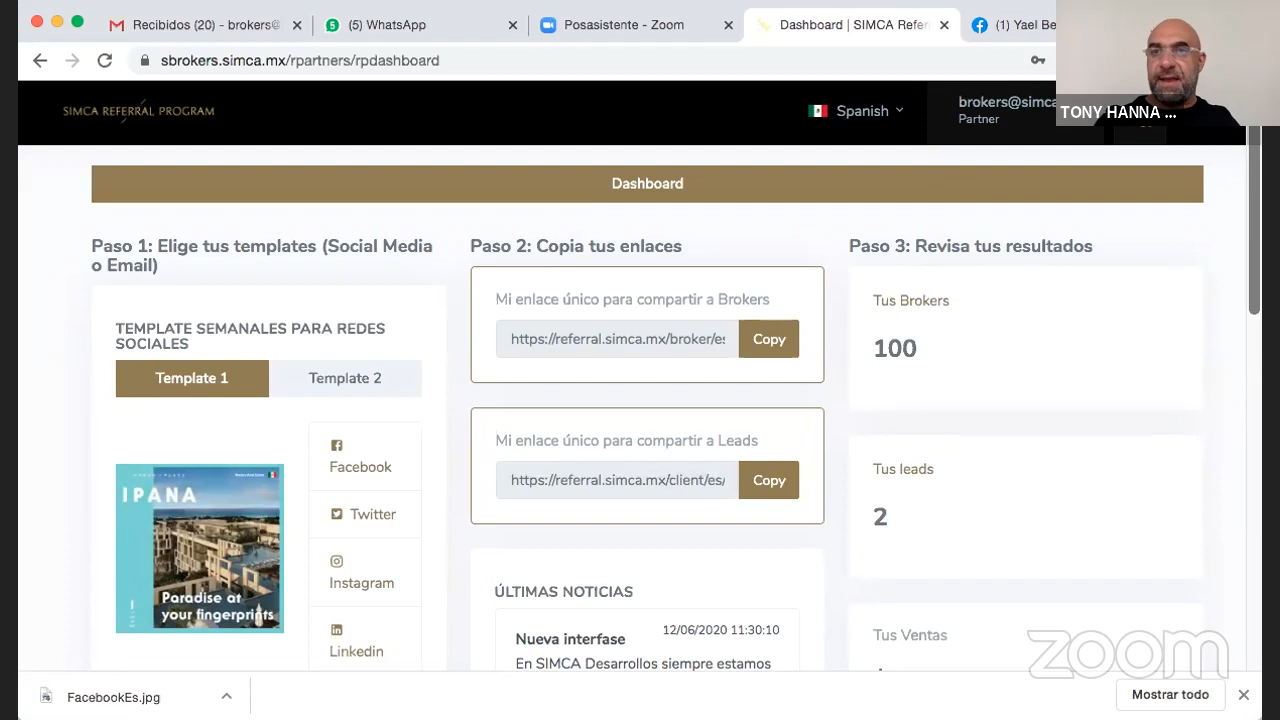 Recibidos (20) - brokers@
(5) WhatsApp
Posasistente - Zoom
Dashboard | SIMCA Refer
(1) Yael Be
sbrokers.simca.mx/rpartners/rpdashboard
TONY HANNA ...
SIMCA REFERRAL PROGRAM
Spanish
brokers@simca
Partner
Dashboard
Paso 1: Elige tus templates (Social Media
o Email)
TEMPLATE SEMANALES PARA REDES
SOCIALES
Template 1
Template 2
IPANA
Paradise at
your fingerprints
Facebook
Twitter
Instagram
Linkedin
Paso 2: Copia tus enlaces
Mi enlace único para compartir a Brokers
https://referral.simca.mx/broker/es
Copy
Mi enlace único para compartir a Leads
https://referral.simca.mx/client/es/
Copy
ÚLTIMAS NOTICIAS
Nueva interfase
12/06/2020 11:30:10
En SIMCA Desarrollos siempre estamos
Paso 3: Revisa tus resultados
Tus Brokers
100
Tus leads
2
Tus Ventas
zoom
FacebookEs.jpg
Mostrar todo